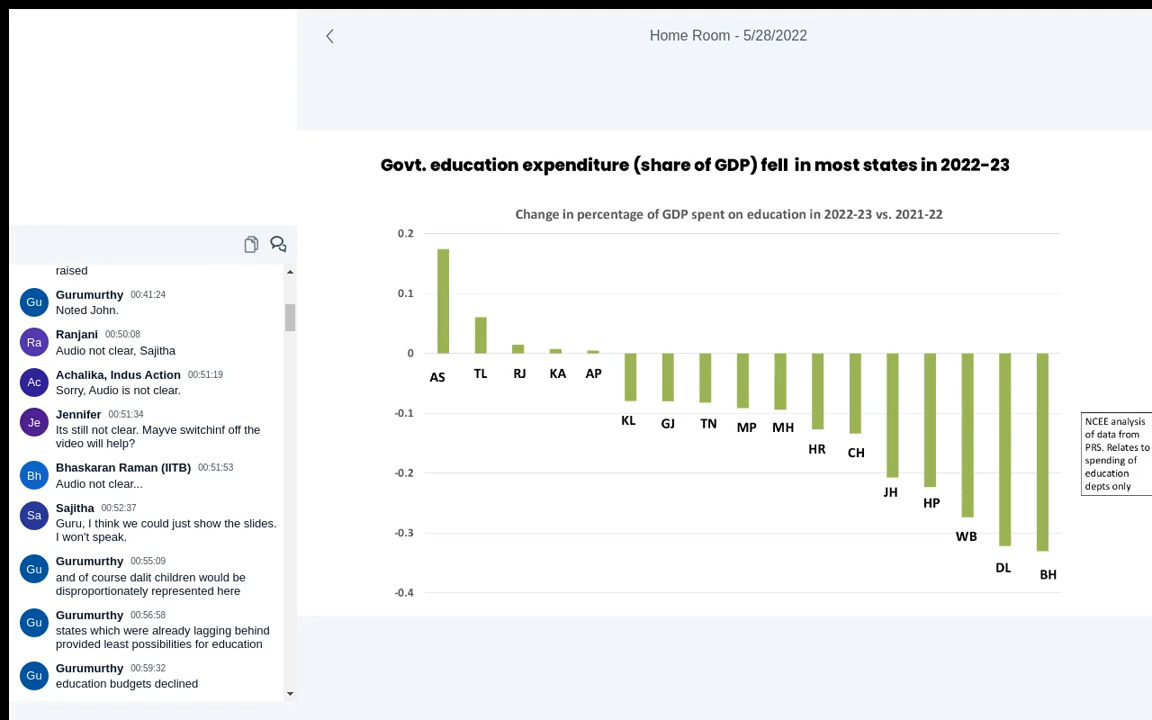 Home Room - 5/28/2022
raised
Gu
Gurumurthy 00:41:24
Noted John.
Ra
Ranjani 00:50:08
Audio not clear, Sajitha
Ac
Achalika, Indus Action 00:51:19
Sorry, Audio is not clear.
Je
Jennifer 00:51:34
Its still not clear. Mayve switchinf off the
video will help?
Bh
Bhaskaran Raman (IITB) 00:51:53
Audio not clear...
Sa
Sajitha 00:52:37
Guru, I think we could just show the slides.
I won't speak.
Gu
Gurumurthy 00:55:09
and of course dalit children would be
disproportionately represented here
Gu
Gurumurthy 00:56:58
states which were already lagging behind
provided least possibilities for education
Gu
Gurumurthy 00:59:32
education budgets declined
Govt. education expenditure (share of GDP) fell in most states in 2022-23
Change in percentage of GDP spent on education in 2022-23 vs. 2021-22
0.2
0.1
0
-0.1
-0.2
-0.3
-0.4
AS TL RJ KA AP KL GJ TN MP MH HR CH JH HP WB DL BH
NCEE analysis
of data from
PRS. Relates to
spending of
education
depts only